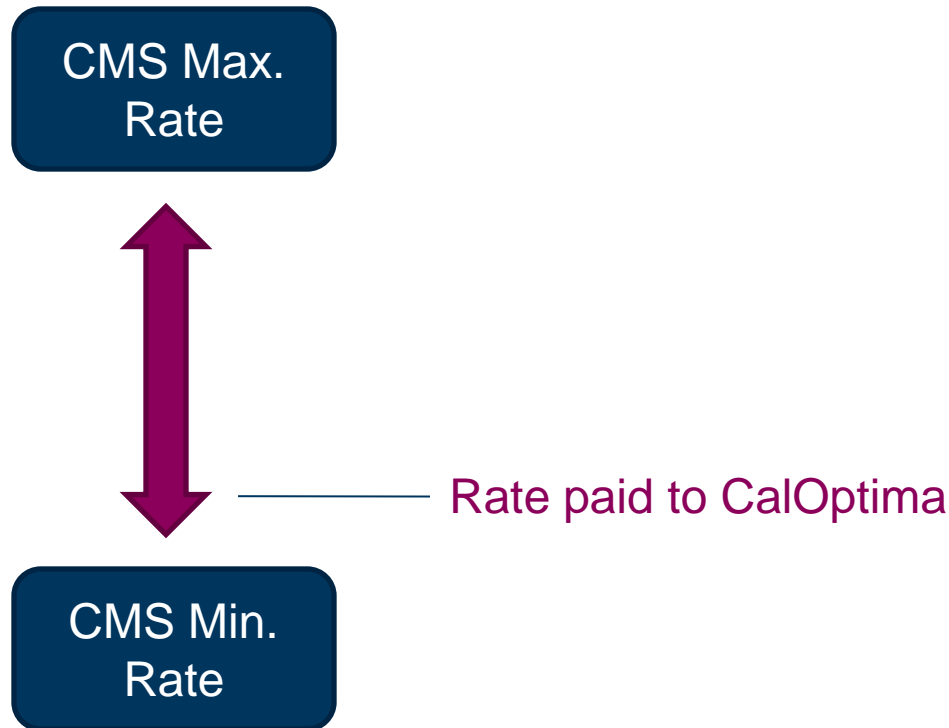 CMS Max.
Rate
Rate paid to CalOptima
CMS Min.
Rate